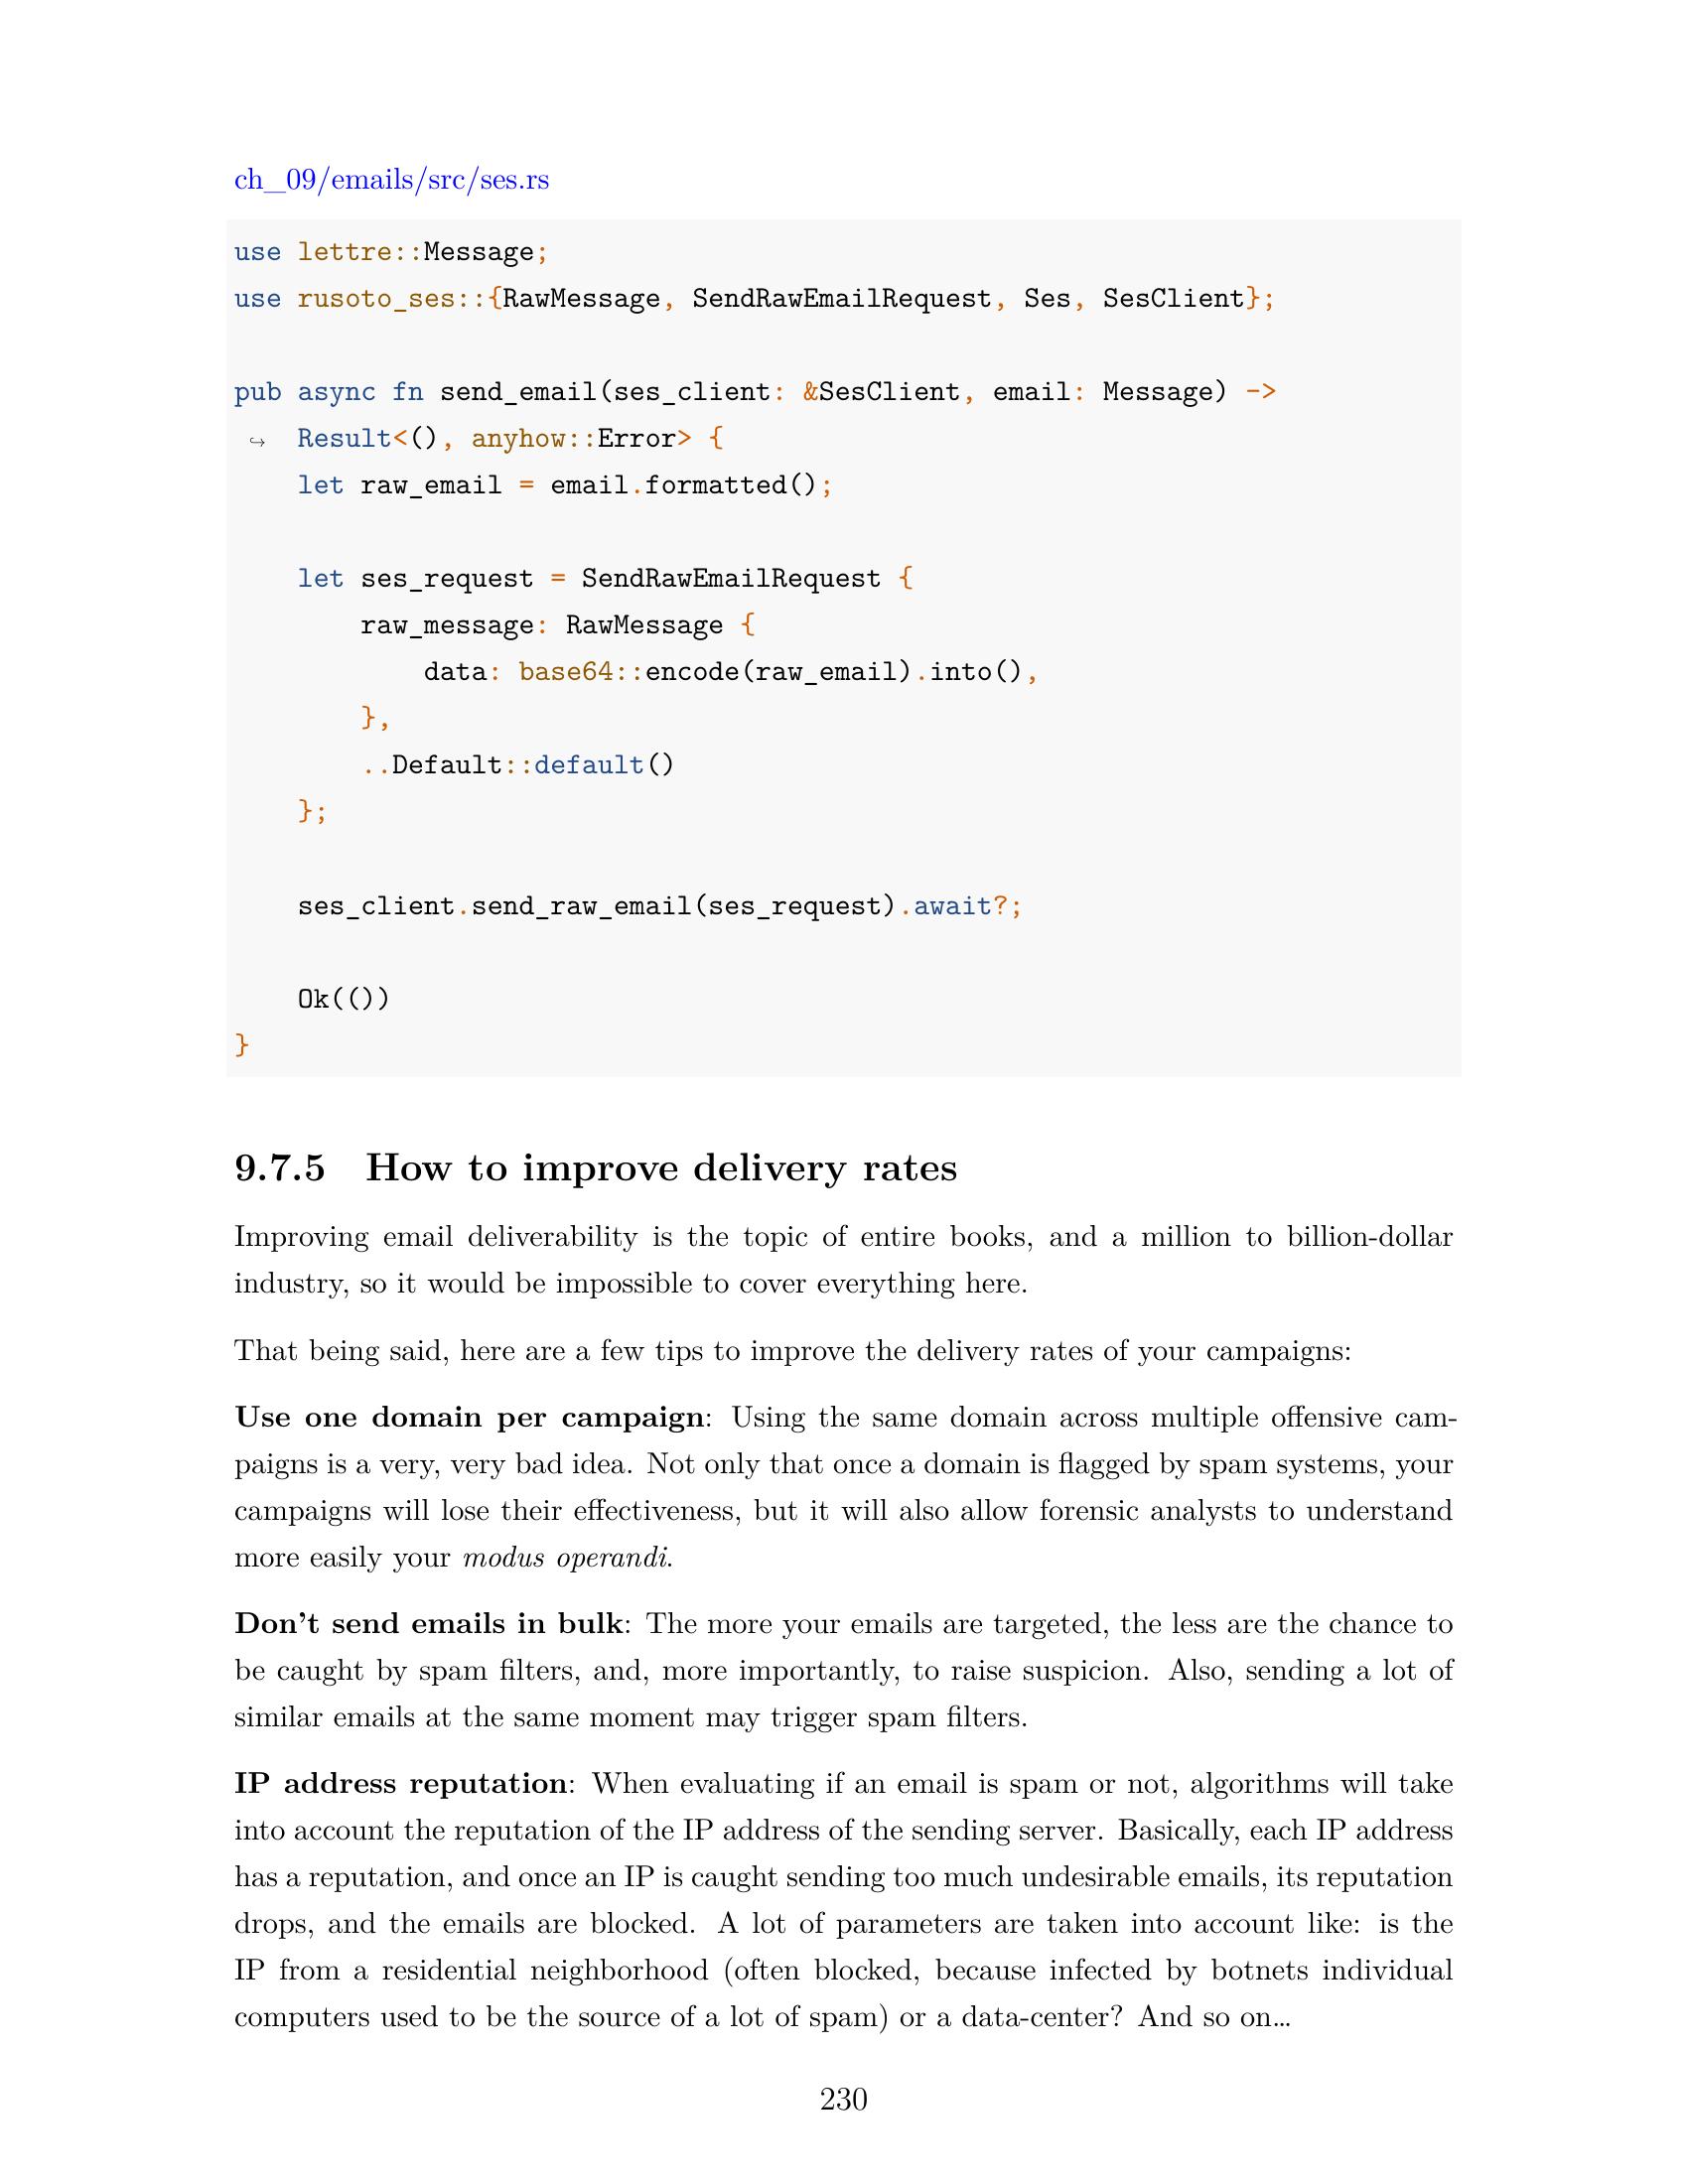 ch_09/emails/src/ses.rs
use lettre::Message;
use rusoto_ses::{RawMessage, SendRawEmailRequest, Ses, SesClient};
pub async fn send_email(ses_client: &SesClient, email: Message) ->
↪ Result<(), anyhow::Error> {
    let raw_email = email.formatted();
    let ses_request = SendRawEmailRequest {
        raw_message: RawMessage {
            data: base64::encode(raw_email).into(),
        },
        ..Default::default()
    };
    ses_client.send_raw_email(ses_request).await?;
    Ok(())
}
9.7.5 How to improve delivery rates
Improving email deliverability is the topic of entire books, and a million to billion-dollar
industry, so it would be impossible to cover everything here.
That being said, here are a few tips to improve the delivery rates of your campaigns:
Use one domain per campaign: Using the same domain across multiple offensive cam-
paigns is a very, very bad idea. Not only that once a domain is flagged by spam systems, your
campaigns will lose their effectiveness, but it will also allow forensic analysts to understand
more easily your modus operandi.
Don't send emails in bulk: The more your emails are targeted, the less are the chance to
be caught by spam filters, and, more importantly, to raise suspicion. Also, sending a lot of
similar emails at the same moment may trigger spam filters.
IP address reputation: When evaluating if an email is spam or not, algorithms will take
into account the reputation of the IP address of the sending server. Basically, each IP address
has a reputation, and once an IP is caught sending too much undesirable emails, its reputation
drops, and the emails are blocked. A lot of parameters are taken into account like: is the
IP from a residential neighborhood (often blocked, because infected by botnets individual
computers used to be the source of a lot of spam) or a data-center? And so on…
230